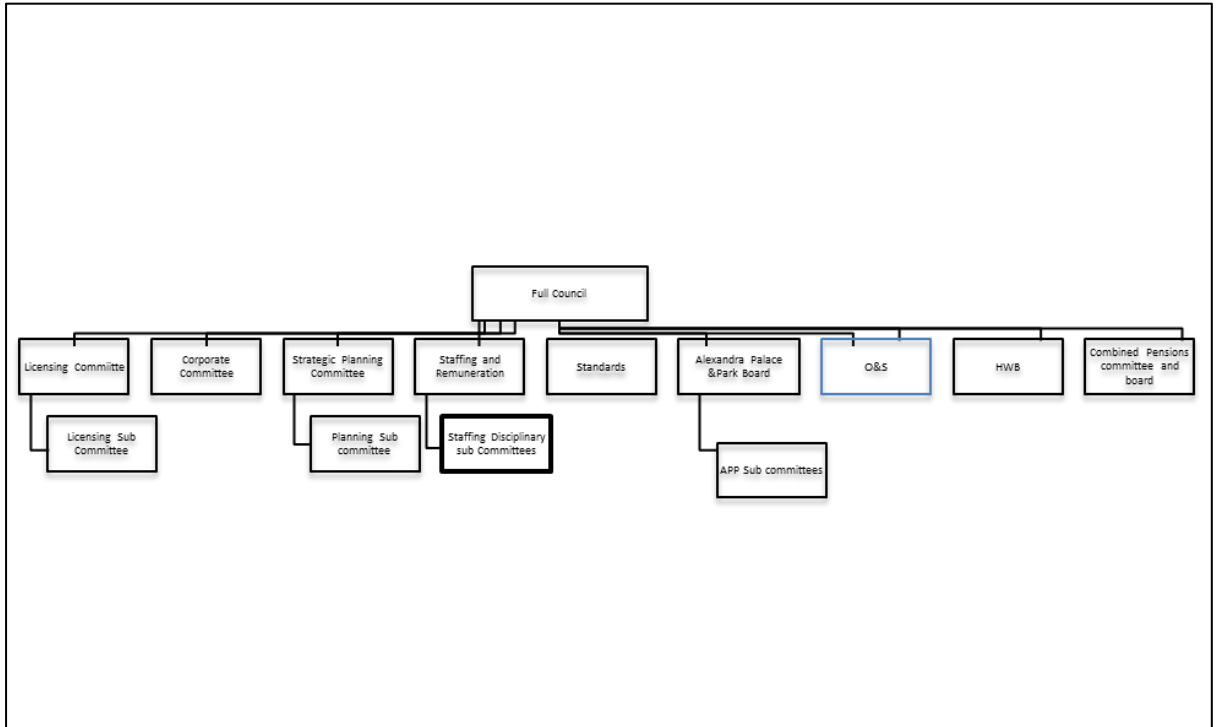 Full Council
Licensing Commiitte
Corporate
Committee
Strategic Planning
Committee
Staffing and
Remuneration
Standards
Alexandra Palace
&Park Board
O&S
HWB
Combined Pensions
committee and
board
Licensing Sub
Committee
Planning Sub
committee
Staffing Disciplinary
sub Committees
APP Sub committees